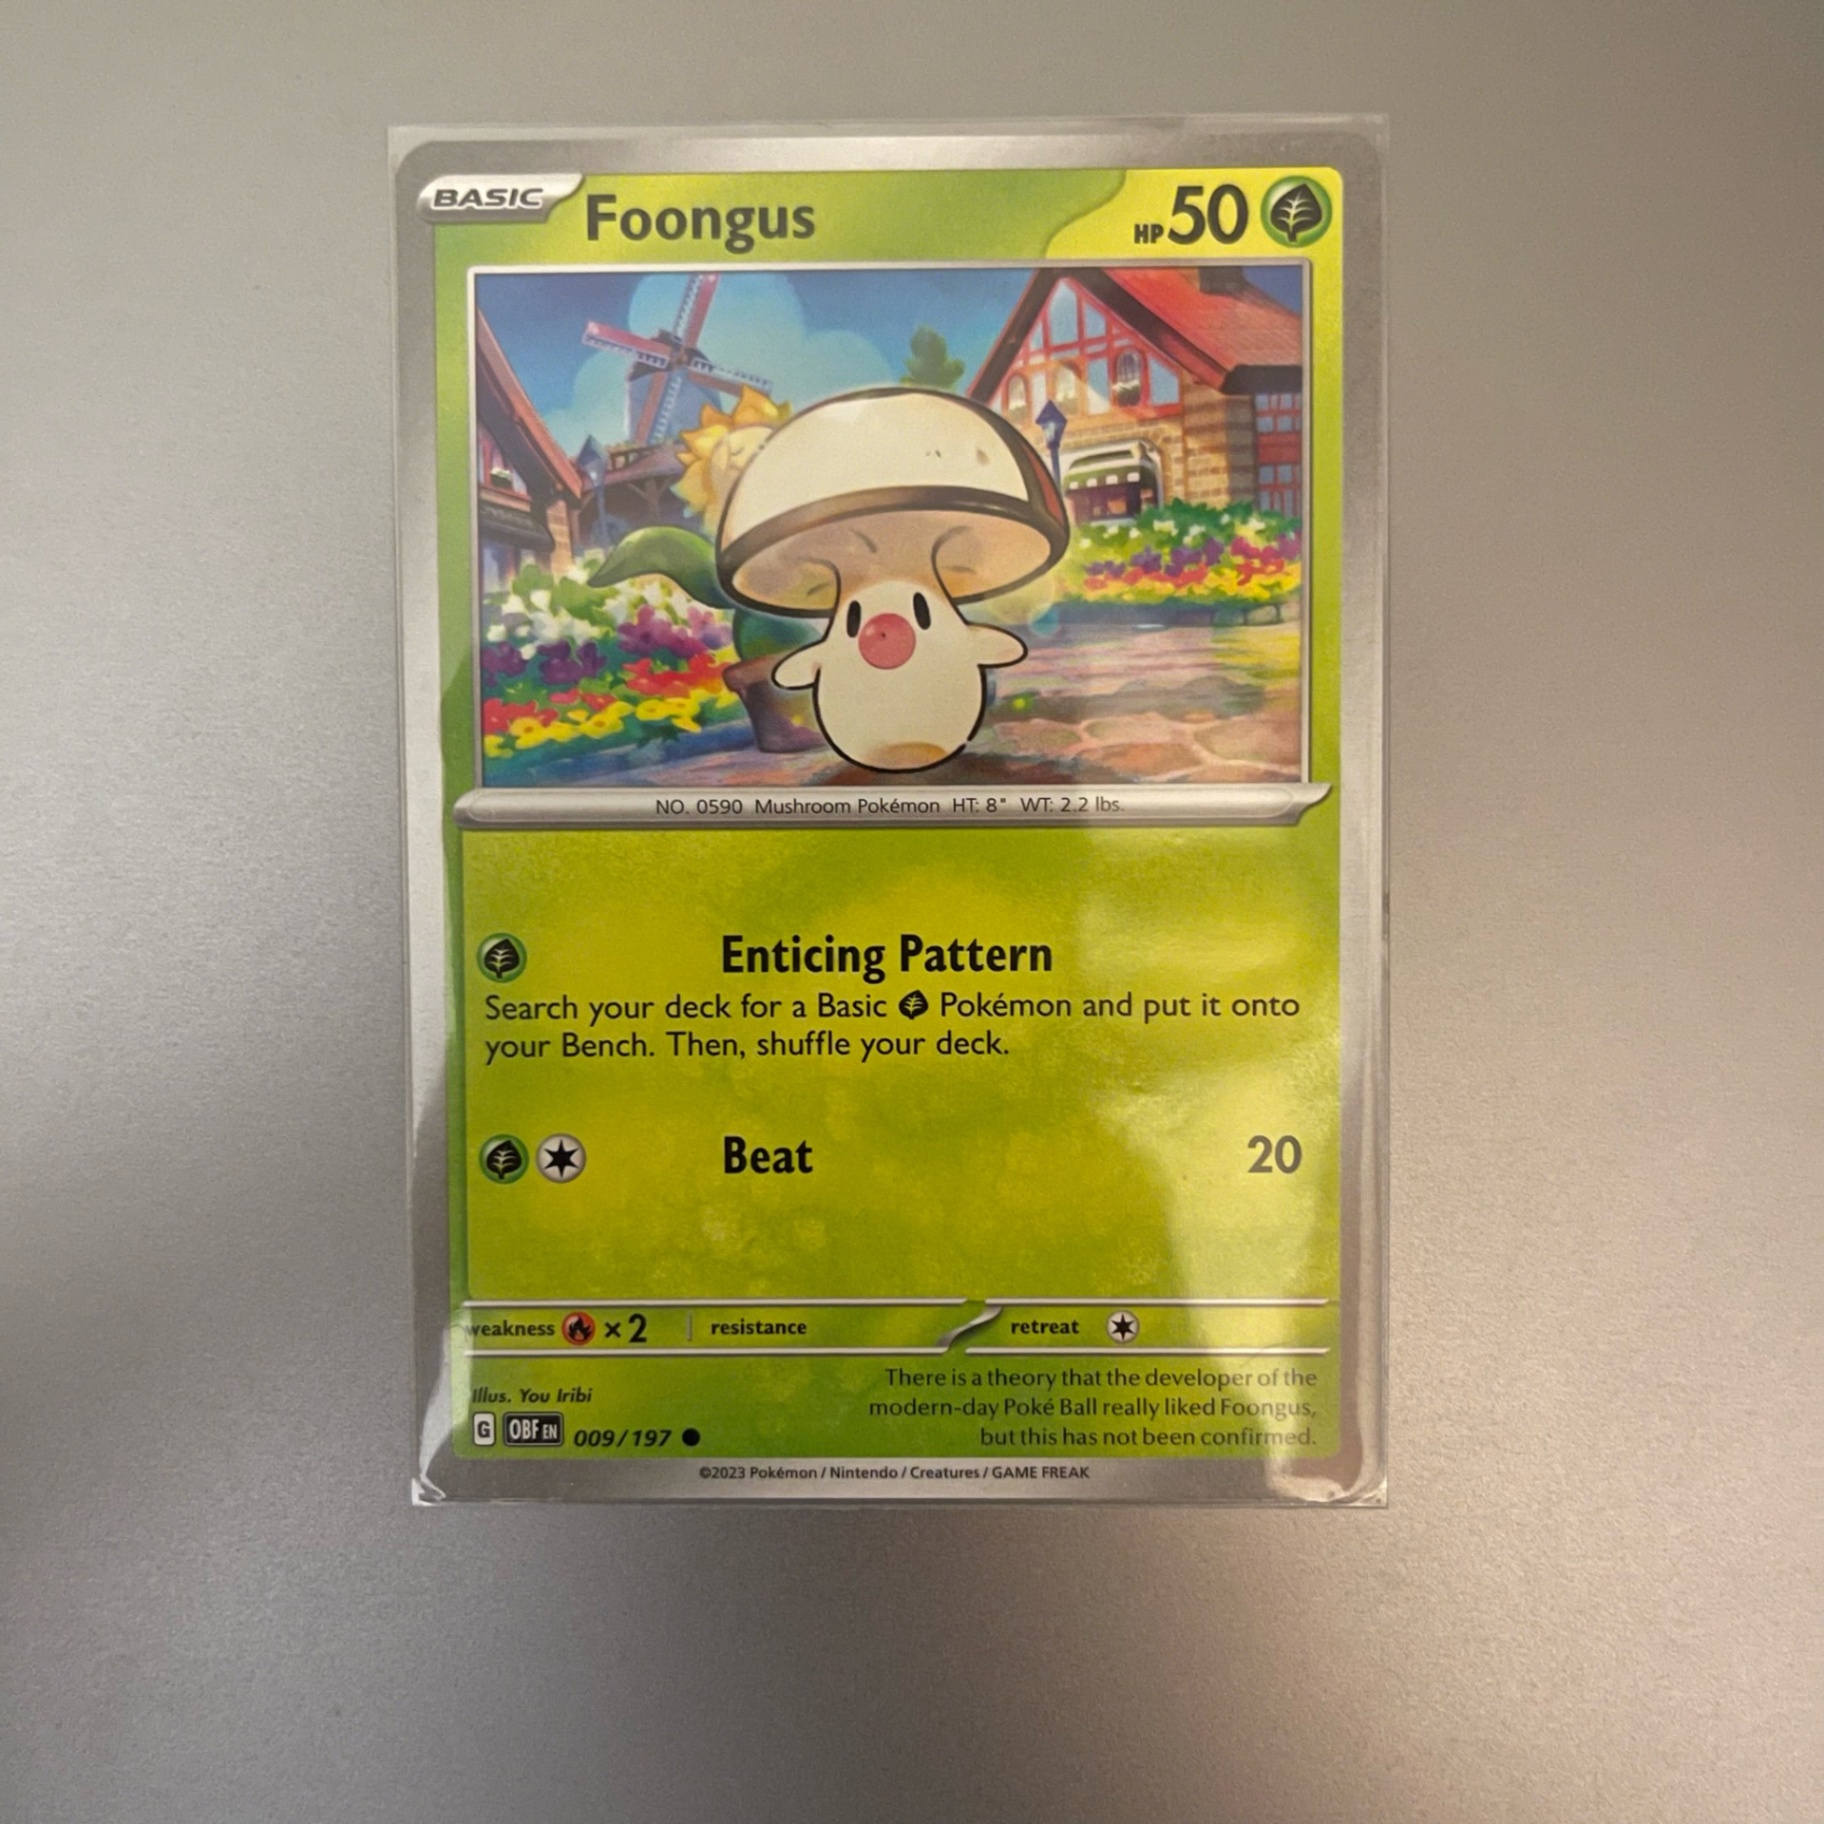 BASIC Foongus HP 50
NO. 0590 Mushroom Pokémon HT: 8" WT: 2.2 lbs.
Enticing Pattern
Search your deck for a Basic Pokémon and put it onto
your Bench. Then, shuffle your deck.
Beat 20
weakness ×2 resistance retreat
Illus. You Iribi
G OBF EN 009/197
There is a theory that the developer of the
modern-day Poké Ball really liked Foongus,
but this has not been confirmed.
©2023 Pokémon / Nintendo / Creatures / GAME FREAK